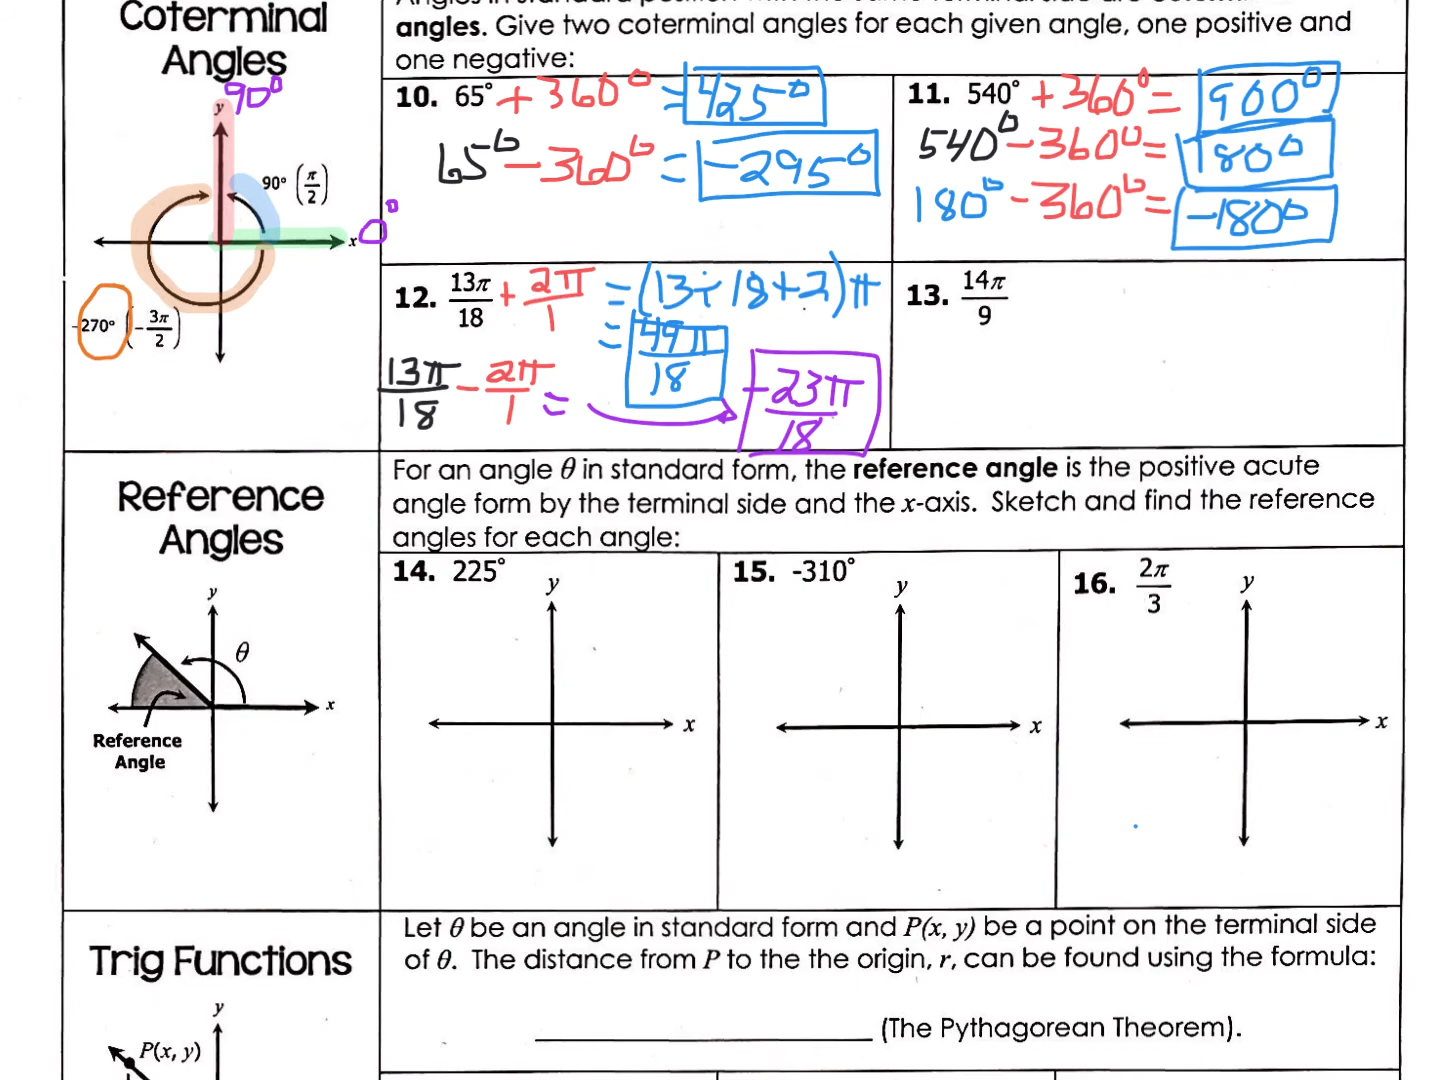 Coterminal
Angles
90°
y
90° (π/2)
x 0°
-270° (-3π/2)
angles. Give two coterminal angles for each given angle, one positive and
one negative:
10. 65° + 360° = 425°
65° - 360° = -295°
11. 540° + 360° = 900°
540° - 360° = 180°
180° - 360° = -180°
12. 13π/18 + 2π/1 = (13÷18+2)π
= 49π/18
13π/18 - 2π/1 = -23π/18
13. 14π/9
Reference
Angles
y
θ
x
Reference
Angle
For an angle θ in standard form, the reference angle is the positive acute
angle form by the terminal side and the x-axis. Sketch and find the reference
angles for each angle:
14. 225°
y
x
15. -310°
y
x
16. 2π/3
y
x
Trig Functions
y
P(x, y)
Let θ be an angle in standard form and P(x, y) be a point on the terminal side
of θ. The distance from P to the the origin, r, can be found using the formula:
(The Pythagorean Theorem).